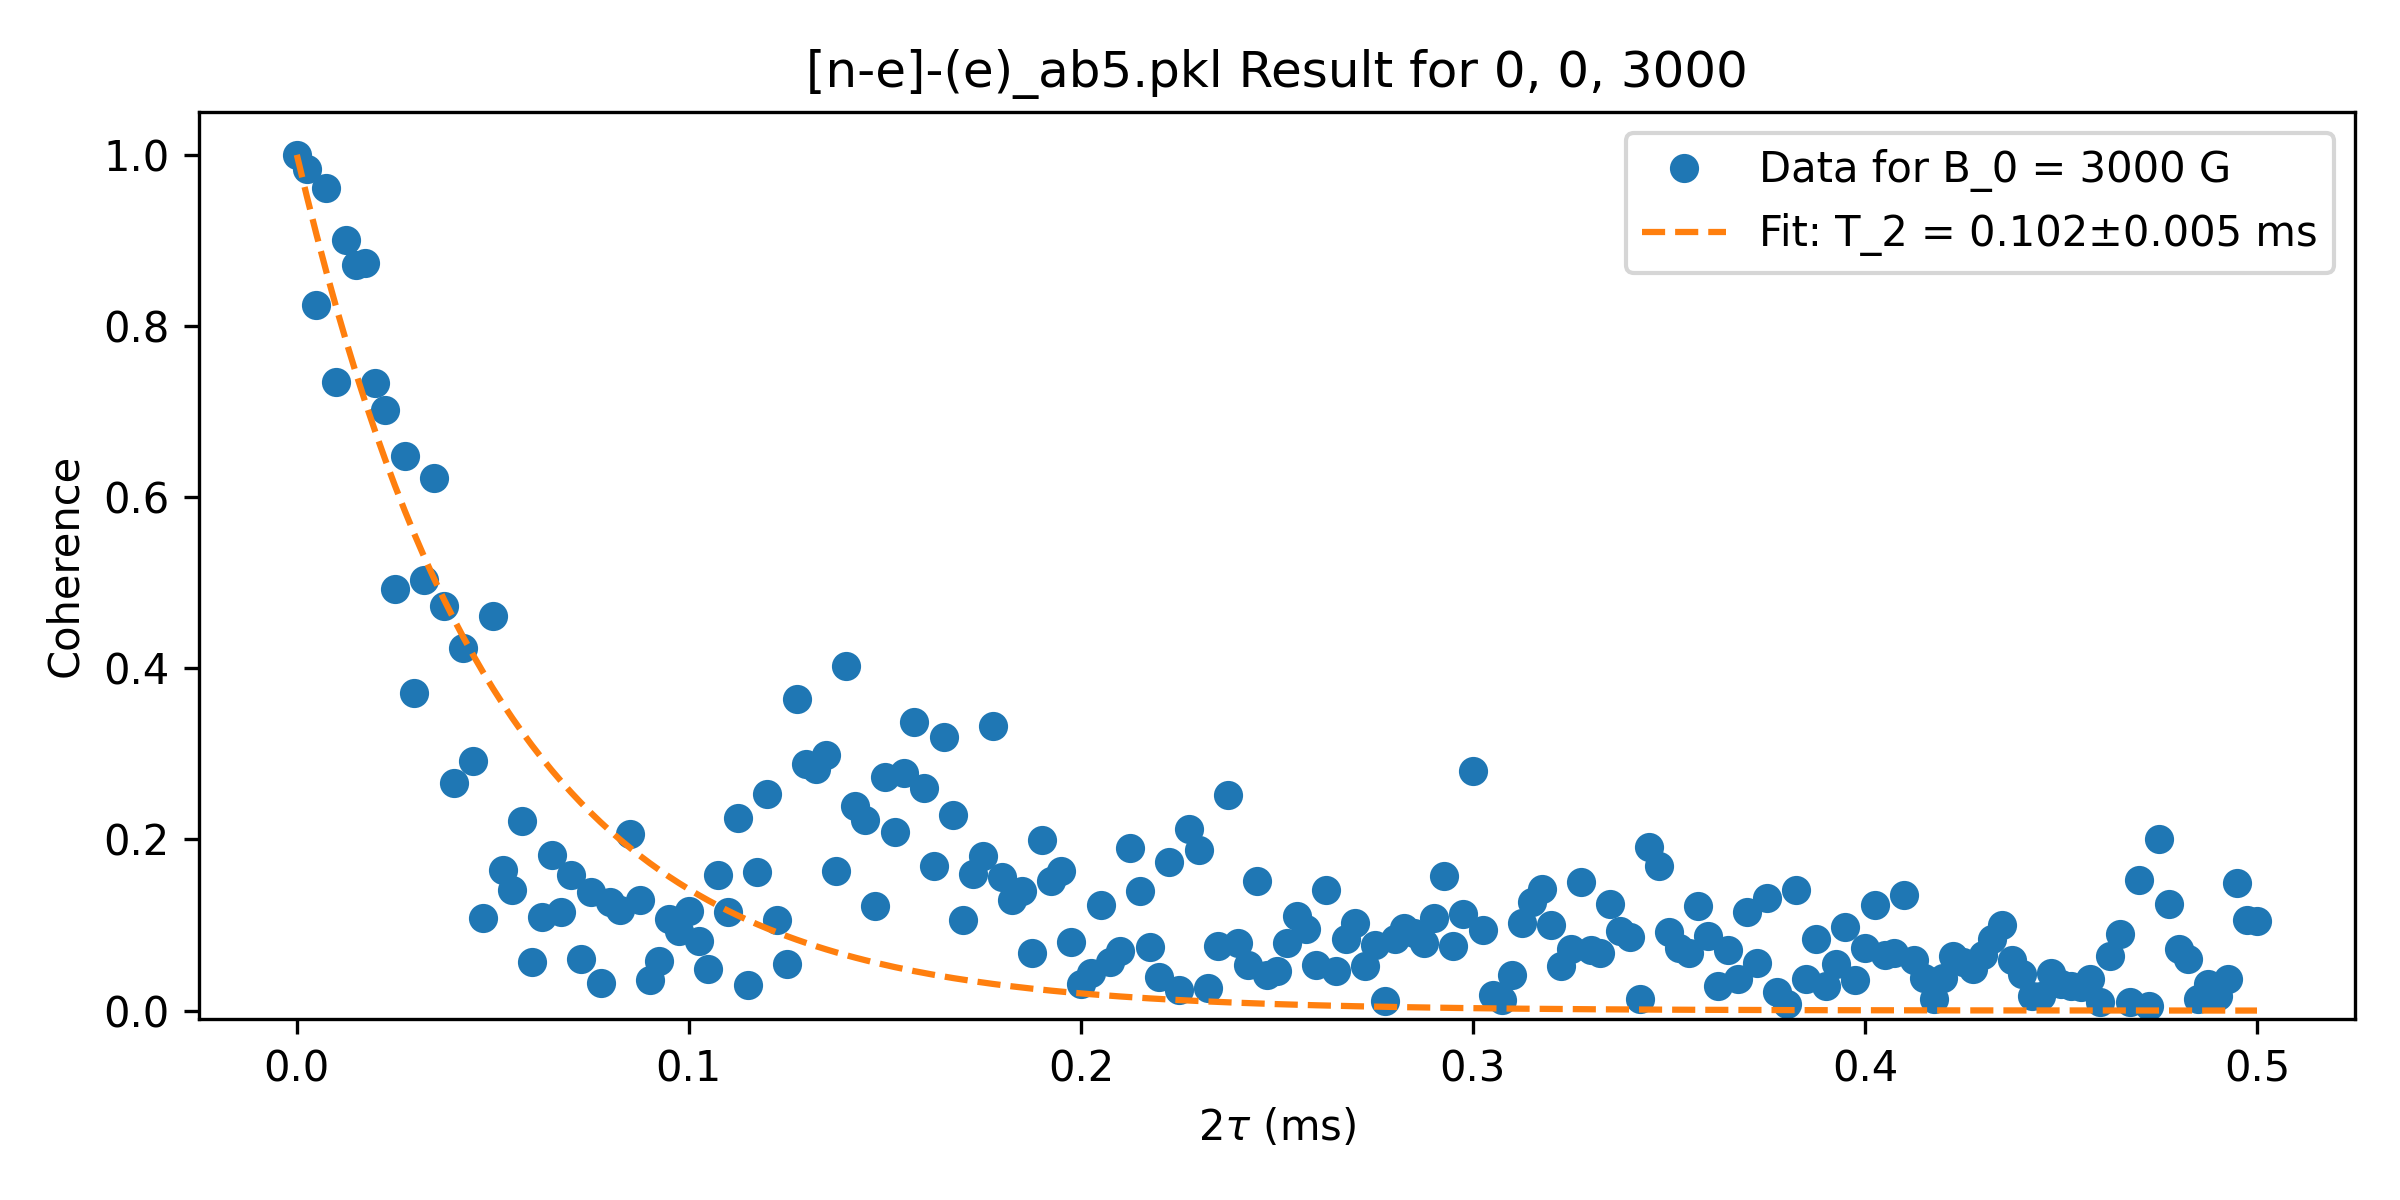 [n-e]-(e)_ab5.pkl Result for 0, 0, 3000
Data for B_0 = 3000 G
Fit: T_2 = 0.102±0.005 ms
Coherence
1.0
0.8
0.6
0.4
0.2
0.0
0.0 0.1 0.2 0.3 0.4 0.5
2τ (ms)